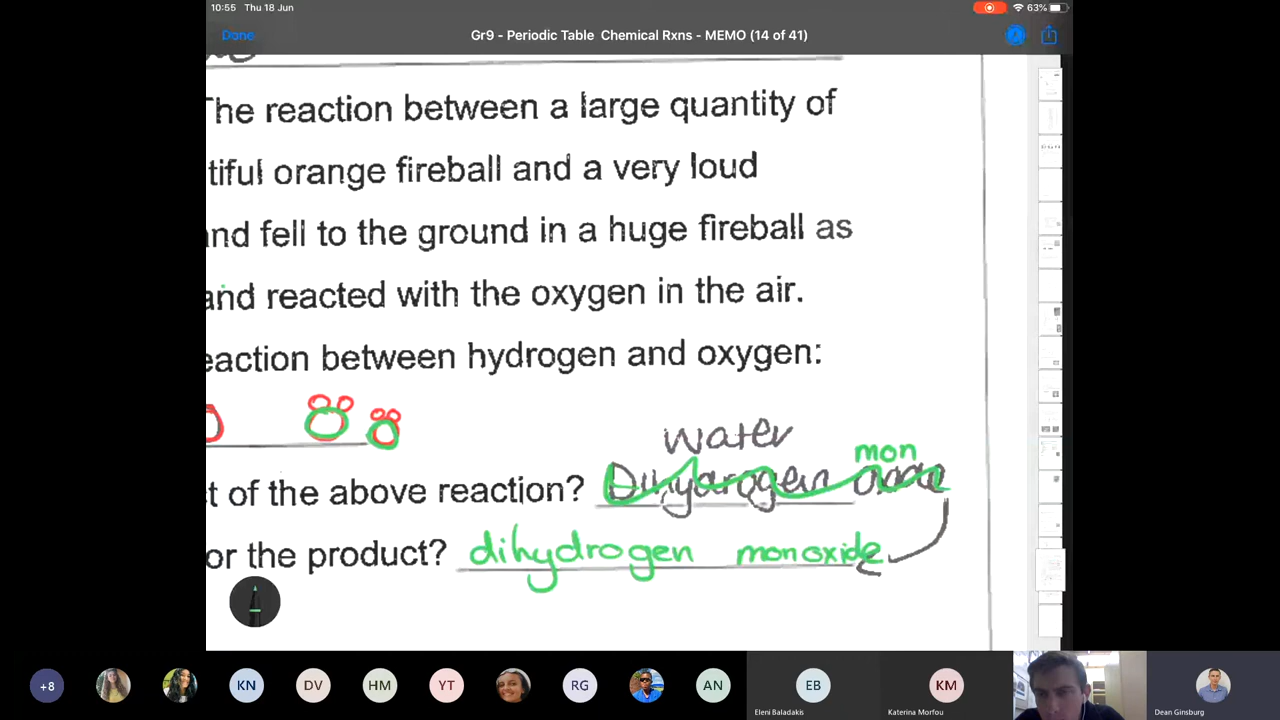 10:55 Thu 18 Jun
63%
Done
Gr9 - Periodic Table Chemical Rxns - MEMO (14 of 41)
The reaction between a large quantity of
tiful orange fireball and a very loud
and fell to the ground in a huge fireball as
and reacted with the oxygen in the air.
eaction between hydrogen and oxygen:
water
mon
t of the above reaction? Dihydrogen oxide
or the product? dihydrogen monoxide
+8
KN
DV
HM
YT
RG
AN
EB
KM
Eleni Baladakis
Katerina Morfou
Dean Ginsburg